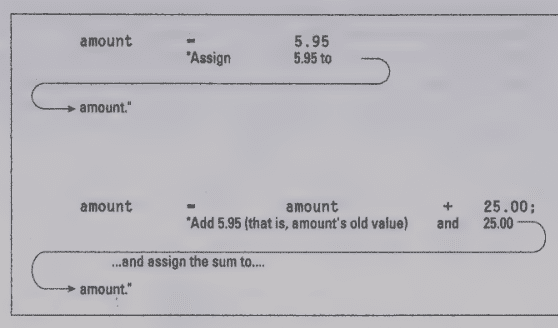 amount = 5.95
"Assign 5.95 to
amount."
amount = amount + 25.00;
"Add 5.95 (that is, amount's old value) and 25.00
...and assign the sum to....
amount."